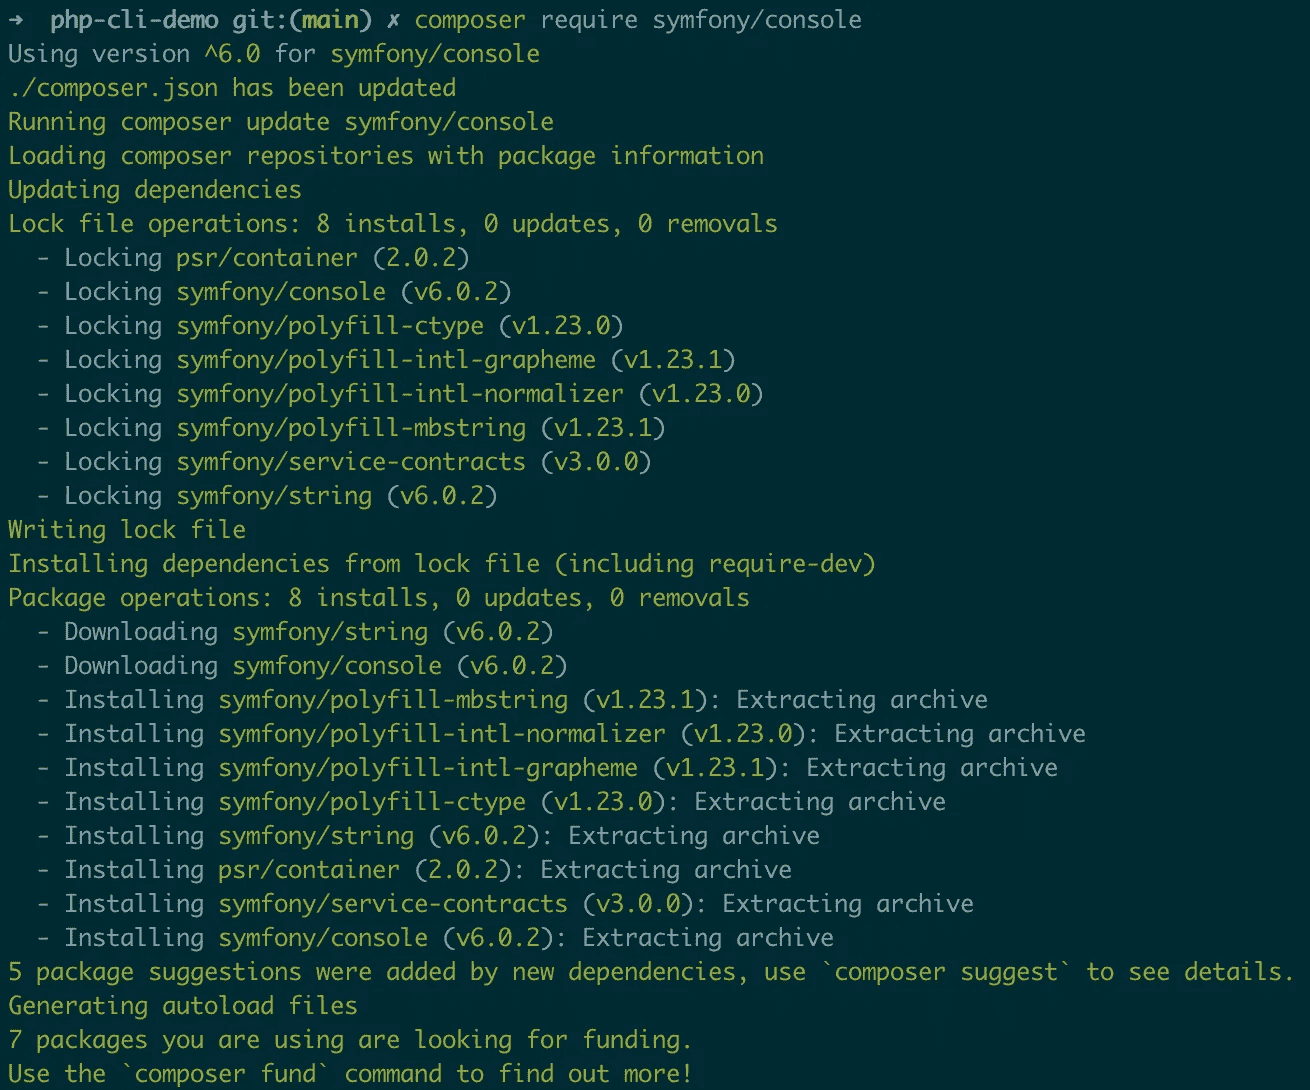 ➜  php-cli-demo git:(main) ✗ composer require symfony/console
Using version ^6.0 for symfony/console
./composer.json has been updated
Running composer update symfony/console
Loading composer repositories with package information
Updating dependencies
Lock file operations: 8 installs, 0 updates, 0 removals
  - Locking psr/container (2.0.2)
  - Locking symfony/console (v6.0.2)
  - Locking symfony/polyfill-ctype (v1.23.0)
  - Locking symfony/polyfill-intl-grapheme (v1.23.1)
  - Locking symfony/polyfill-intl-normalizer (v1.23.0)
  - Locking symfony/polyfill-mbstring (v1.23.1)
  - Locking symfony/service-contracts (v3.0.0)
  - Locking symfony/string (v6.0.2)
Writing lock file
Installing dependencies from lock file (including require-dev)
Package operations: 8 installs, 0 updates, 0 removals
  - Downloading symfony/string (v6.0.2)
  - Downloading symfony/console (v6.0.2)
  - Installing symfony/polyfill-mbstring (v1.23.1): Extracting archive
  - Installing symfony/polyfill-intl-normalizer (v1.23.0): Extracting archive
  - Installing symfony/polyfill-intl-grapheme (v1.23.1): Extracting archive
  - Installing symfony/polyfill-ctype (v1.23.0): Extracting archive
  - Installing symfony/string (v6.0.2): Extracting archive
  - Installing psr/container (2.0.2): Extracting archive
  - Installing symfony/service-contracts (v3.0.0): Extracting archive
  - Installing symfony/console (v6.0.2): Extracting archive
5 package suggestions were added by new dependencies, use `composer suggest` to see details.
Generating autoload files
7 packages you are using are looking for funding.
Use the `composer fund` command to find out more!